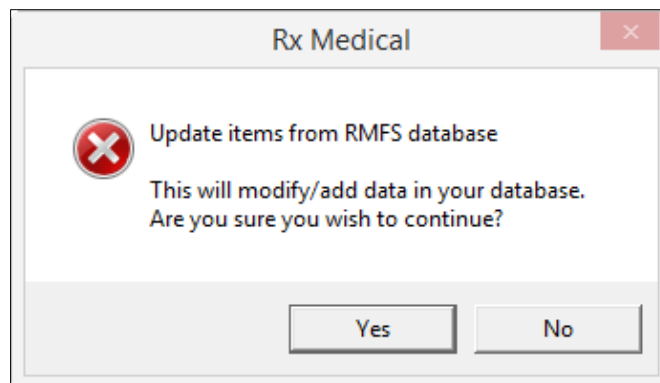 Rx Medical
Update items from RMFS database
This will modify/add data in your database.
Are you sure you wish to continue?
Yes
No